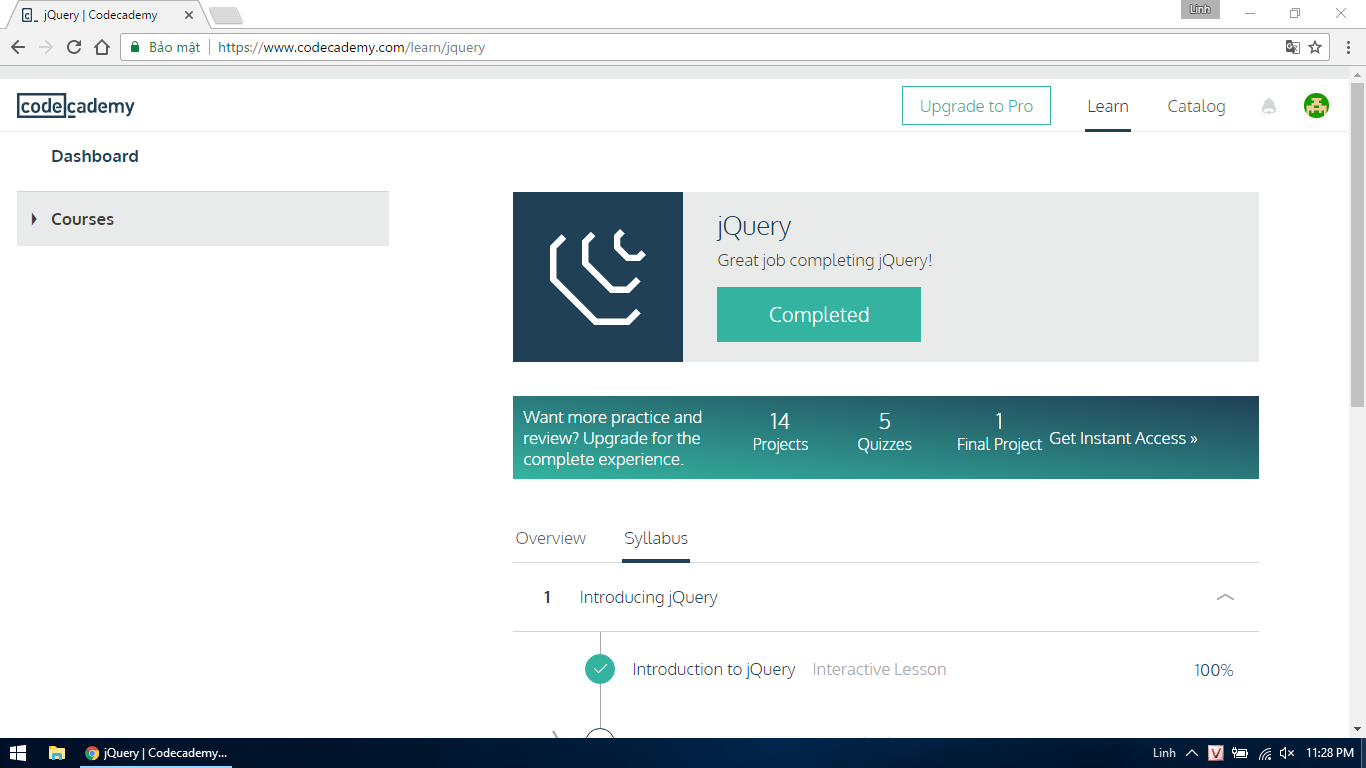 jQuery | Codecademy
Linh
Bảo mật
https://www.codecademy.com/learn/jquery
codecademy
Upgrade to Pro
Learn
Catalog
Dashboard
Courses
jQuery
Great job completing jQuery!
Completed
Want more practice and
review? Upgrade for the
complete experience.
14
Projects
5
Quizzes
1
Final Project
Get Instant Access »
Overview
Syllabus
1 Introducing jQuery
Introduction to jQuery Interactive Lesson 100%
jQuery | Codecademy...
Linh
11:28 PM